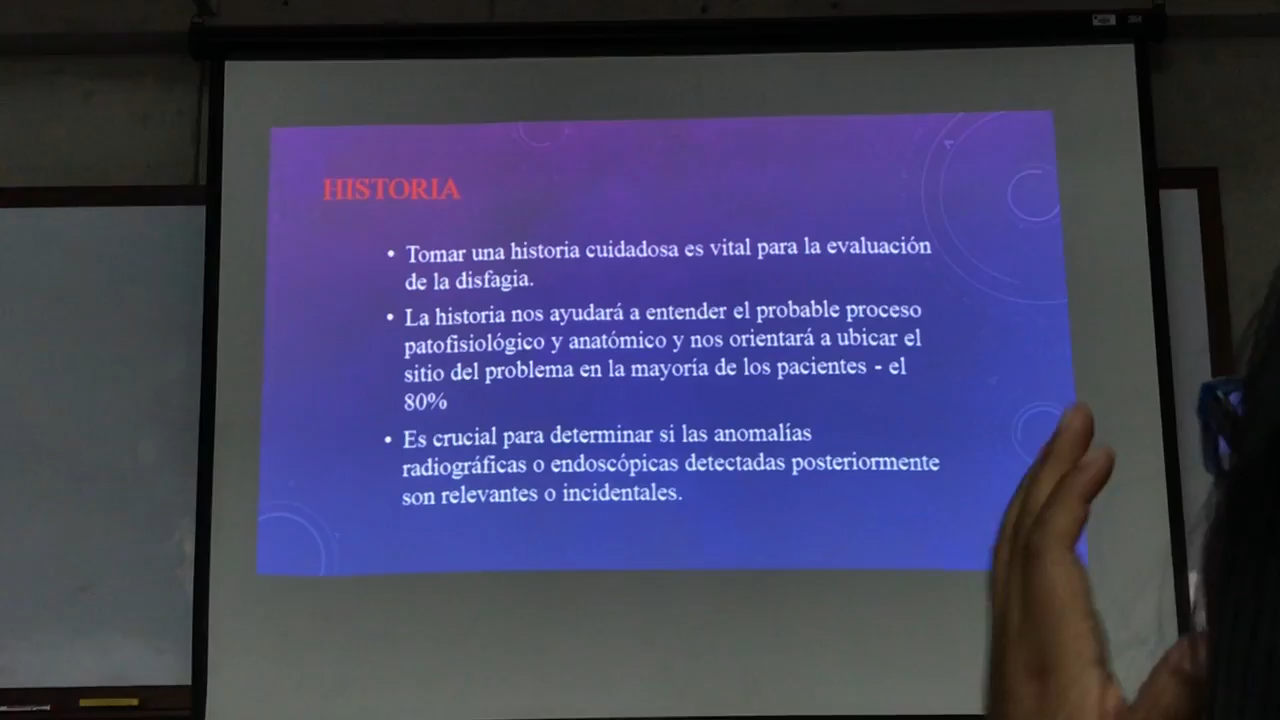 HISTORIA
• Tomar una historia cuidadosa es vital para la evaluación
de la disfagia.
• La historia nos ayudará a entender el probable proceso
patofisiológico y anatómico y nos orientará a ubicar el
sitio del problema en la mayoría de los pacientes - el
80%
• Es crucial para determinar si las anomalías
radiográficas o endoscópicas detectadas posteriormente
son relevantes o incidentales.